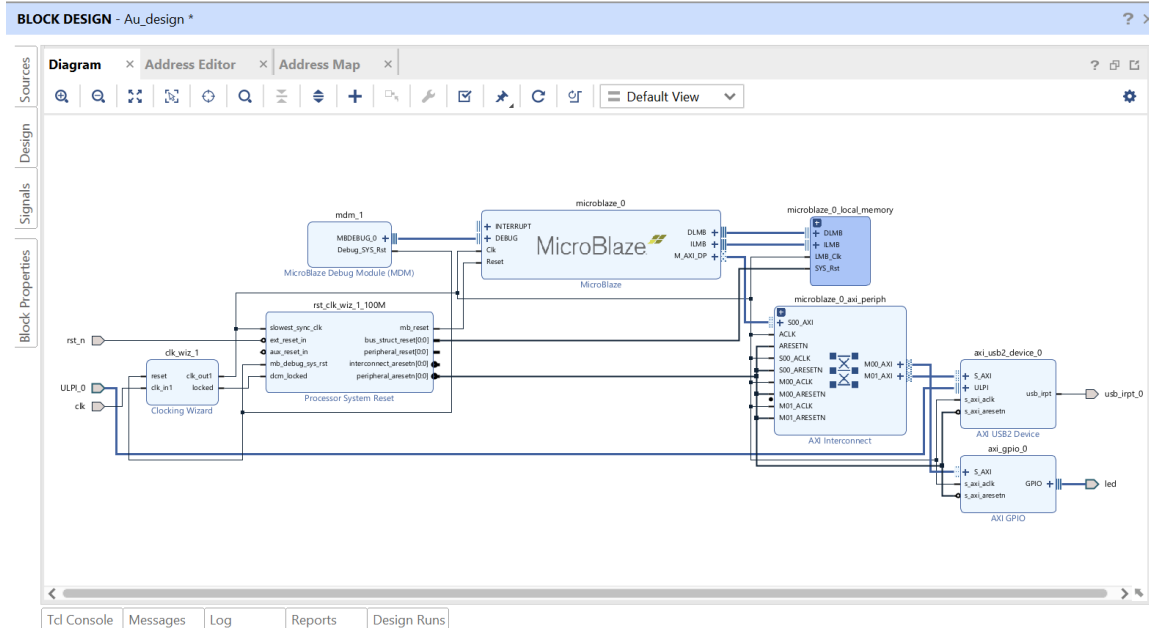 BLOCK DESIGN - Au_design *
? ×
Sources
Design
Signals
Block Properties
Diagram × Address Editor × Address Map ×
?
Default View
mdm_1
MBDEBUG_0
Debug_SYS_Rst
MicroBlaze Debug Module (MDM)
microblaze_0
INTERRUPT
DEBUG
Clk
Reset
MicroBlaze
DLMB
ILMB
M_AXI_DP
MicroBlaze
microblaze_0_local_memory
DLMB
ILMB
LMB_Clk
SYS_Rst
rst_clk_wiz_1_100M
slowest_sync_clk
ext_reset_in
aux_reset_in
mb_debug_sys_rst
dcm_locked
mb_reset
bus_struct_reset[0:0]
peripheral_reset[0:0]
interconnect_aresetn[0:0]
peripheral_aresetn[0:0]
Processor System Reset
rst_n
ULPI_0
clk
clk_wiz_1
reset
clk_in1
clk_out1
locked
Clocking Wizard
microblaze_0_axi_periph
S00_AXI
ACLK
ARESETN
S00_ACLK
S00_ARESETN
M00_ACLK
M00_ARESETN
M01_ACLK
M01_ARESETN
M00_AXI
M01_AXI
AXI Interconnect
axi_usb2_device_0
S_AXI
ULPI
s_axi_aclk
s_axi_aresetn
usb_irpt
usb_irpt_0
AXI USB2 Device
axi_gpio_0
S_AXI
s_axi_aclk
s_axi_aresetn
GPIO
led
AXI GPIO
Tcl Console Messages Log Reports Design Runs